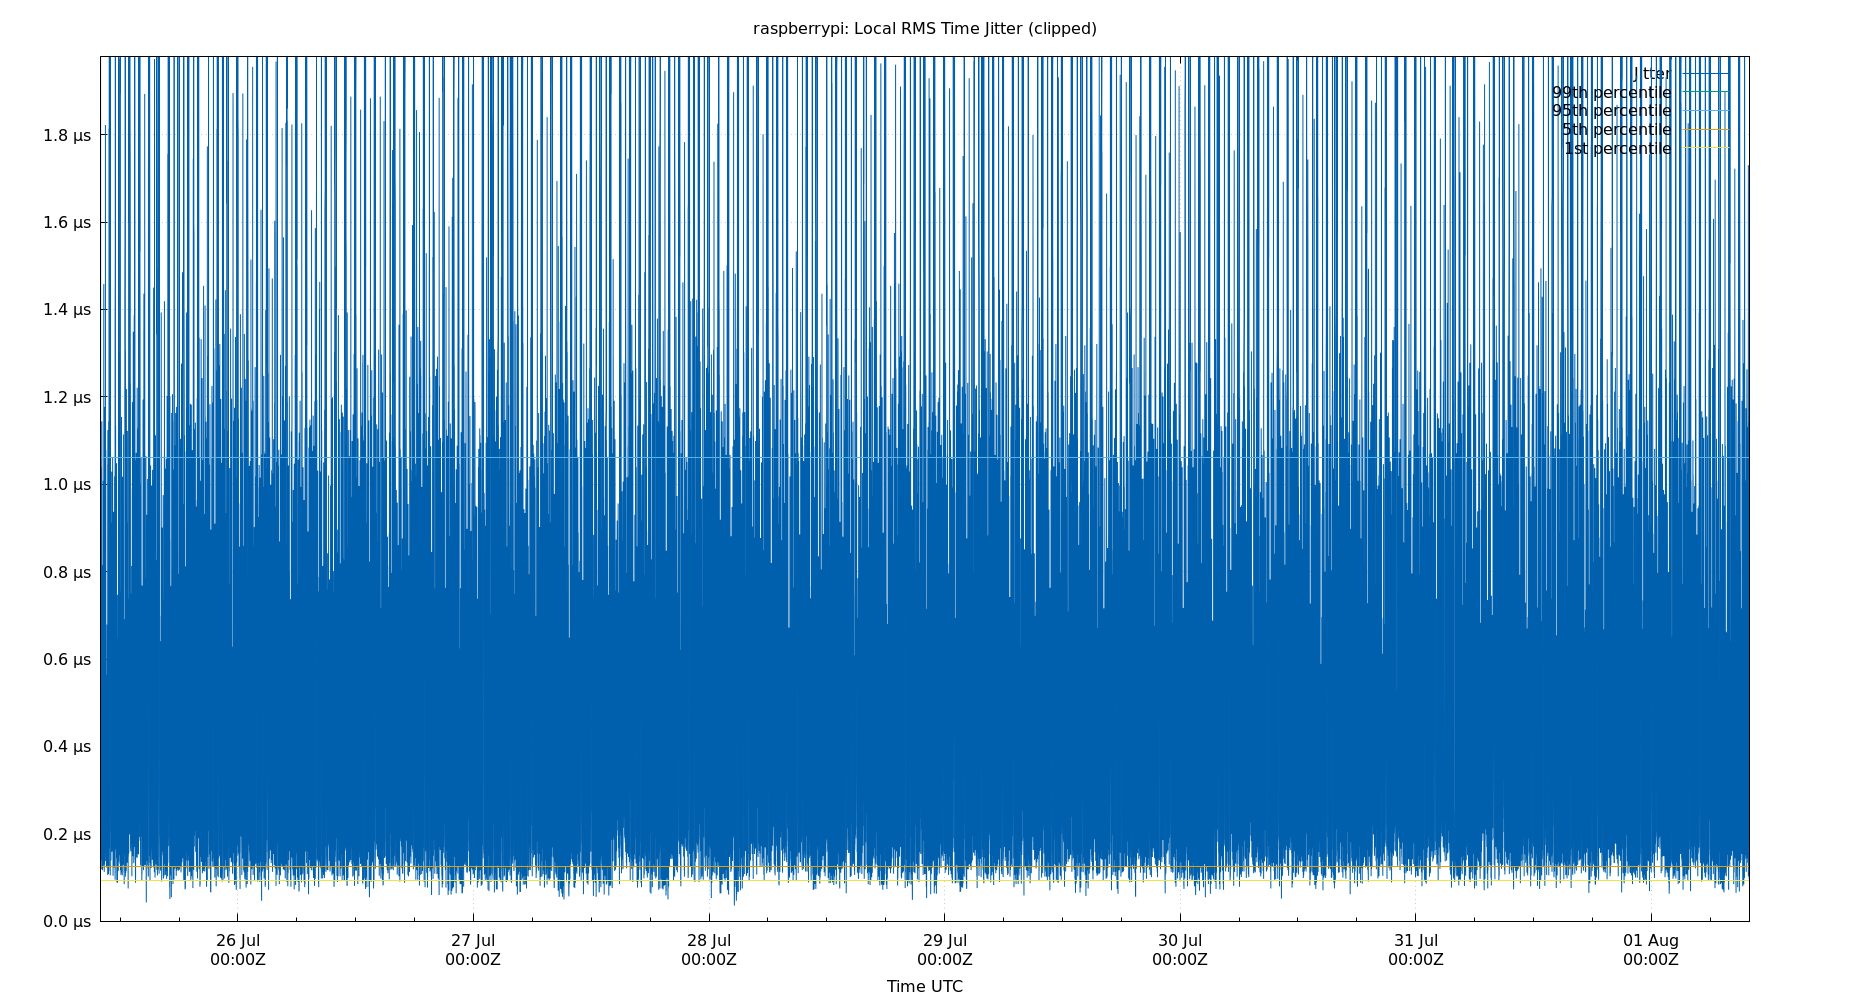 raspberrypi: Local RMS Time Jitter (clipped)
Jitter
99th percentile
95th percentile
5th percentile
1st percentile
1.8 µs
1.6 µs
1.4 µs
1.2 µs
1.0 µs
0.8 µs
0.6 µs
0.4 µs
0.2 µs
0.0 µs
26 Jul 27 Jul 28 Jul 29 Jul 30 Jul 31 Jul 01 Aug
00:00Z 00:00Z 00:00Z 00:00Z 00:00Z 00:00Z 00:00Z
Time UTC